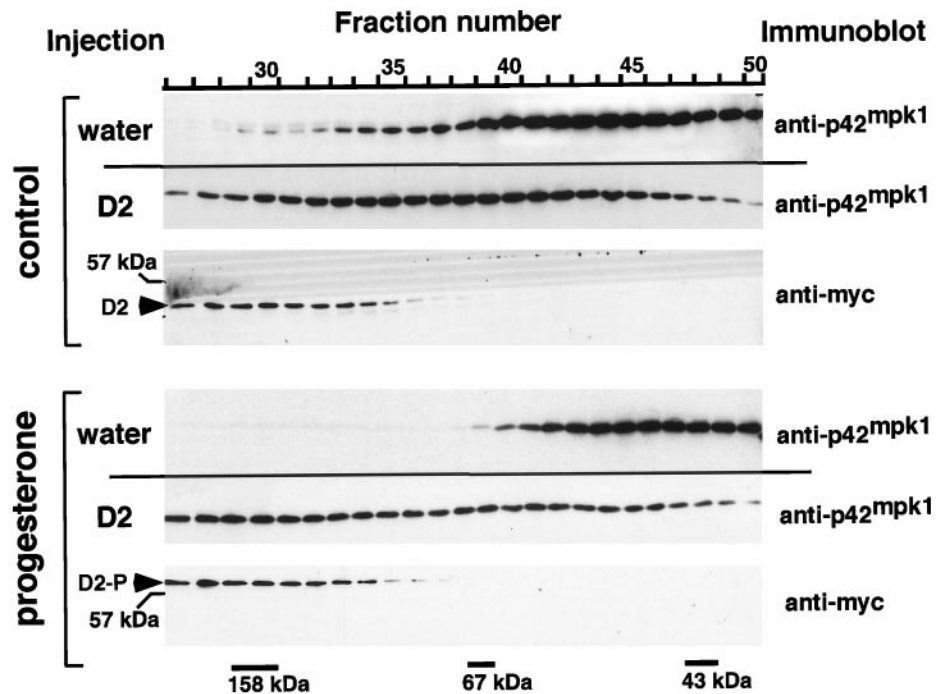 Injection Fraction number Immunoblot
30 35 40 45 50
control
water anti-p42mpk1
D2 anti-p42mpk1
57 kDa
D2 anti-myc
progesterone
water anti-p42mpk1
D2 anti-p42mpk1
D2-P
57 kDa anti-myc
158 kDa 67 kDa 43 kDa